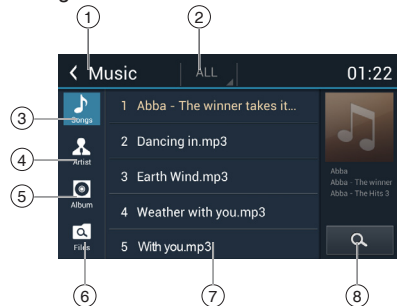 1
2
Music
ALL
01:22
3
Songs
1 Abba - The winner takes it...
4
Artist
2 Dancing in.mp3
5
Album
3 Earth Wind.mp3
Abba
Abba - The winner
Abba - The Hits 3
4 Weather with you.mp3
Files
5 With you.mp3
6
7
8